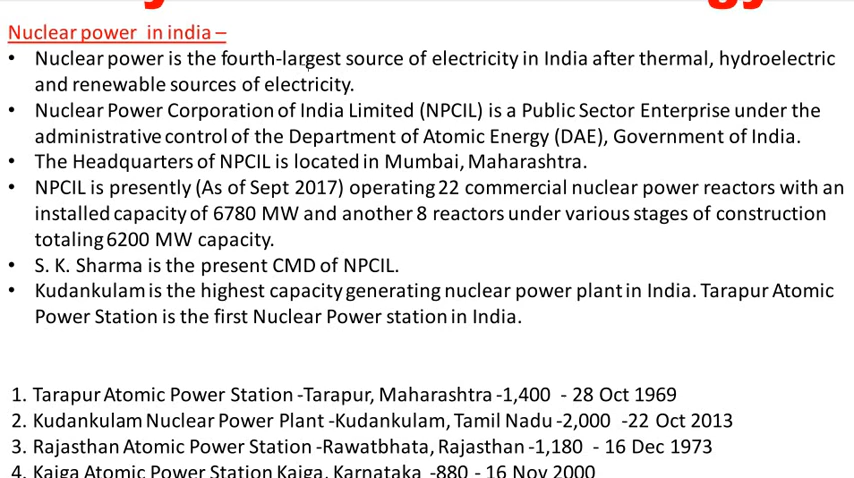 Nuclear power in india –
• Nuclear power is the fourth-largest source of electricity in India after thermal, hydroelectric
and renewable sources of electricity.
• Nuclear Power Corporation of India Limited (NPCIL) is a Public Sector Enterprise under the
administrative control of the Department of Atomic Energy (DAE), Government of India.
• The Headquarters of NPCIL is located in Mumbai, Maharashtra.
• NPCIL is presently (As of Sept 2017) operating 22 commercial nuclear power reactors with an
installed capacity of 6780 MW and another 8 reactors under various stages of construction
totaling 6200 MW capacity.
• S. K. Sharma is the present CMD of NPCIL.
• Kudankulam is the highest capacity generating nuclear power plant in India. Tarapur Atomic
Power Station is the first Nuclear Power station in India.
1. Tarapur Atomic Power Station -Tarapur, Maharashtra -1,400 - 28 Oct 1969
2. Kudankulam Nuclear Power Plant -Kudankulam, Tamil Nadu -2,000 -22 Oct 2013
3. Rajasthan Atomic Power Station -Rawatbhata, Rajasthan -1,180 - 16 Dec 1973
4. Kaiga Atomic Power Station Kaiga, Karnataka -880 - 16 Nov 2000